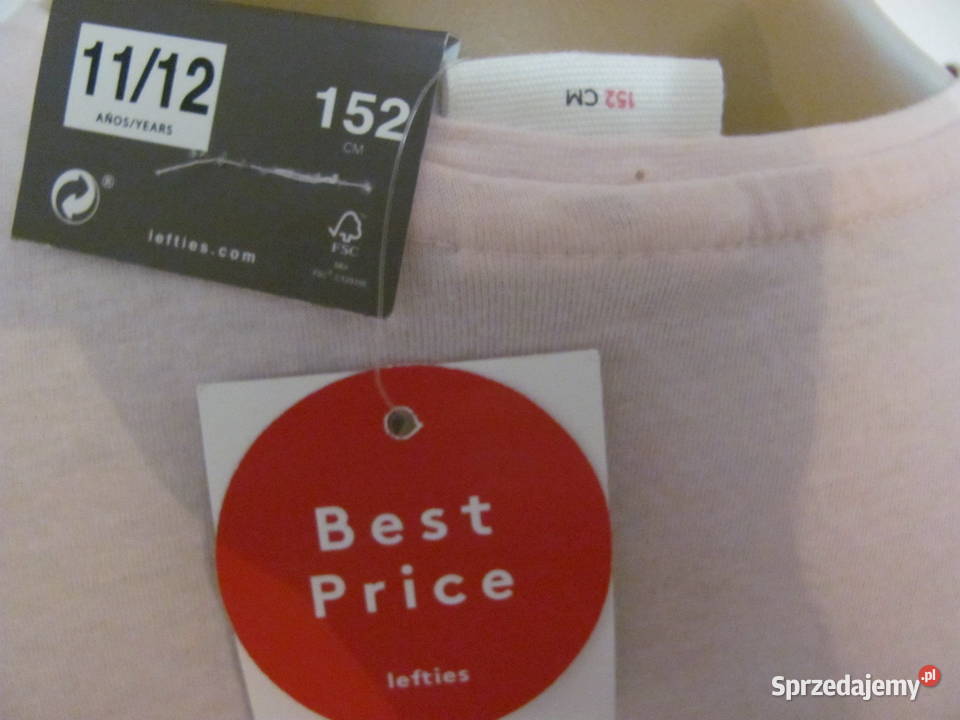 11/12
AÑOS/YEARS
152
CM
®
lefties.com
FSC
152 CM
Best
Price
lefties
Sprzedajemy.pl